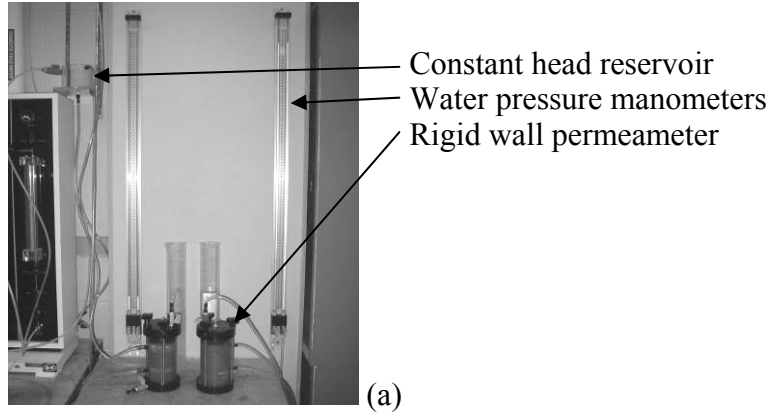 Constant head reservoir
Water pressure manometers
Rigid wall permeameter
(a)